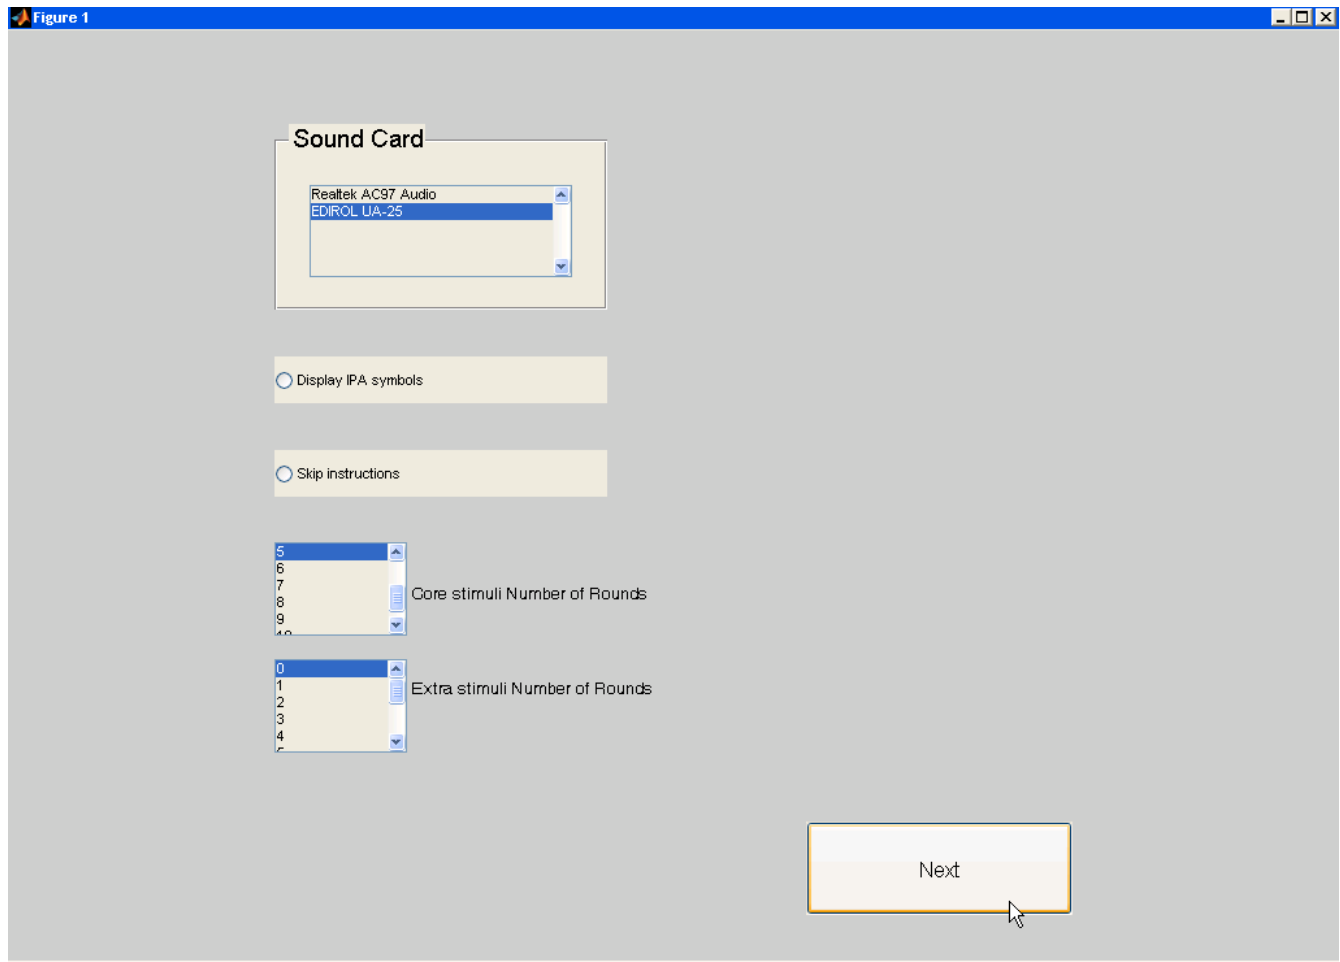 Figure 1
Sound Card
Realtek AC97 Audio
EDIROL UA-25
Display IPA symbols
Skip instructions
5
6
7
8
9
Core stimuli Number of Rounds
0
1
2
3
4
Extra stimuli Number of Rounds
Next